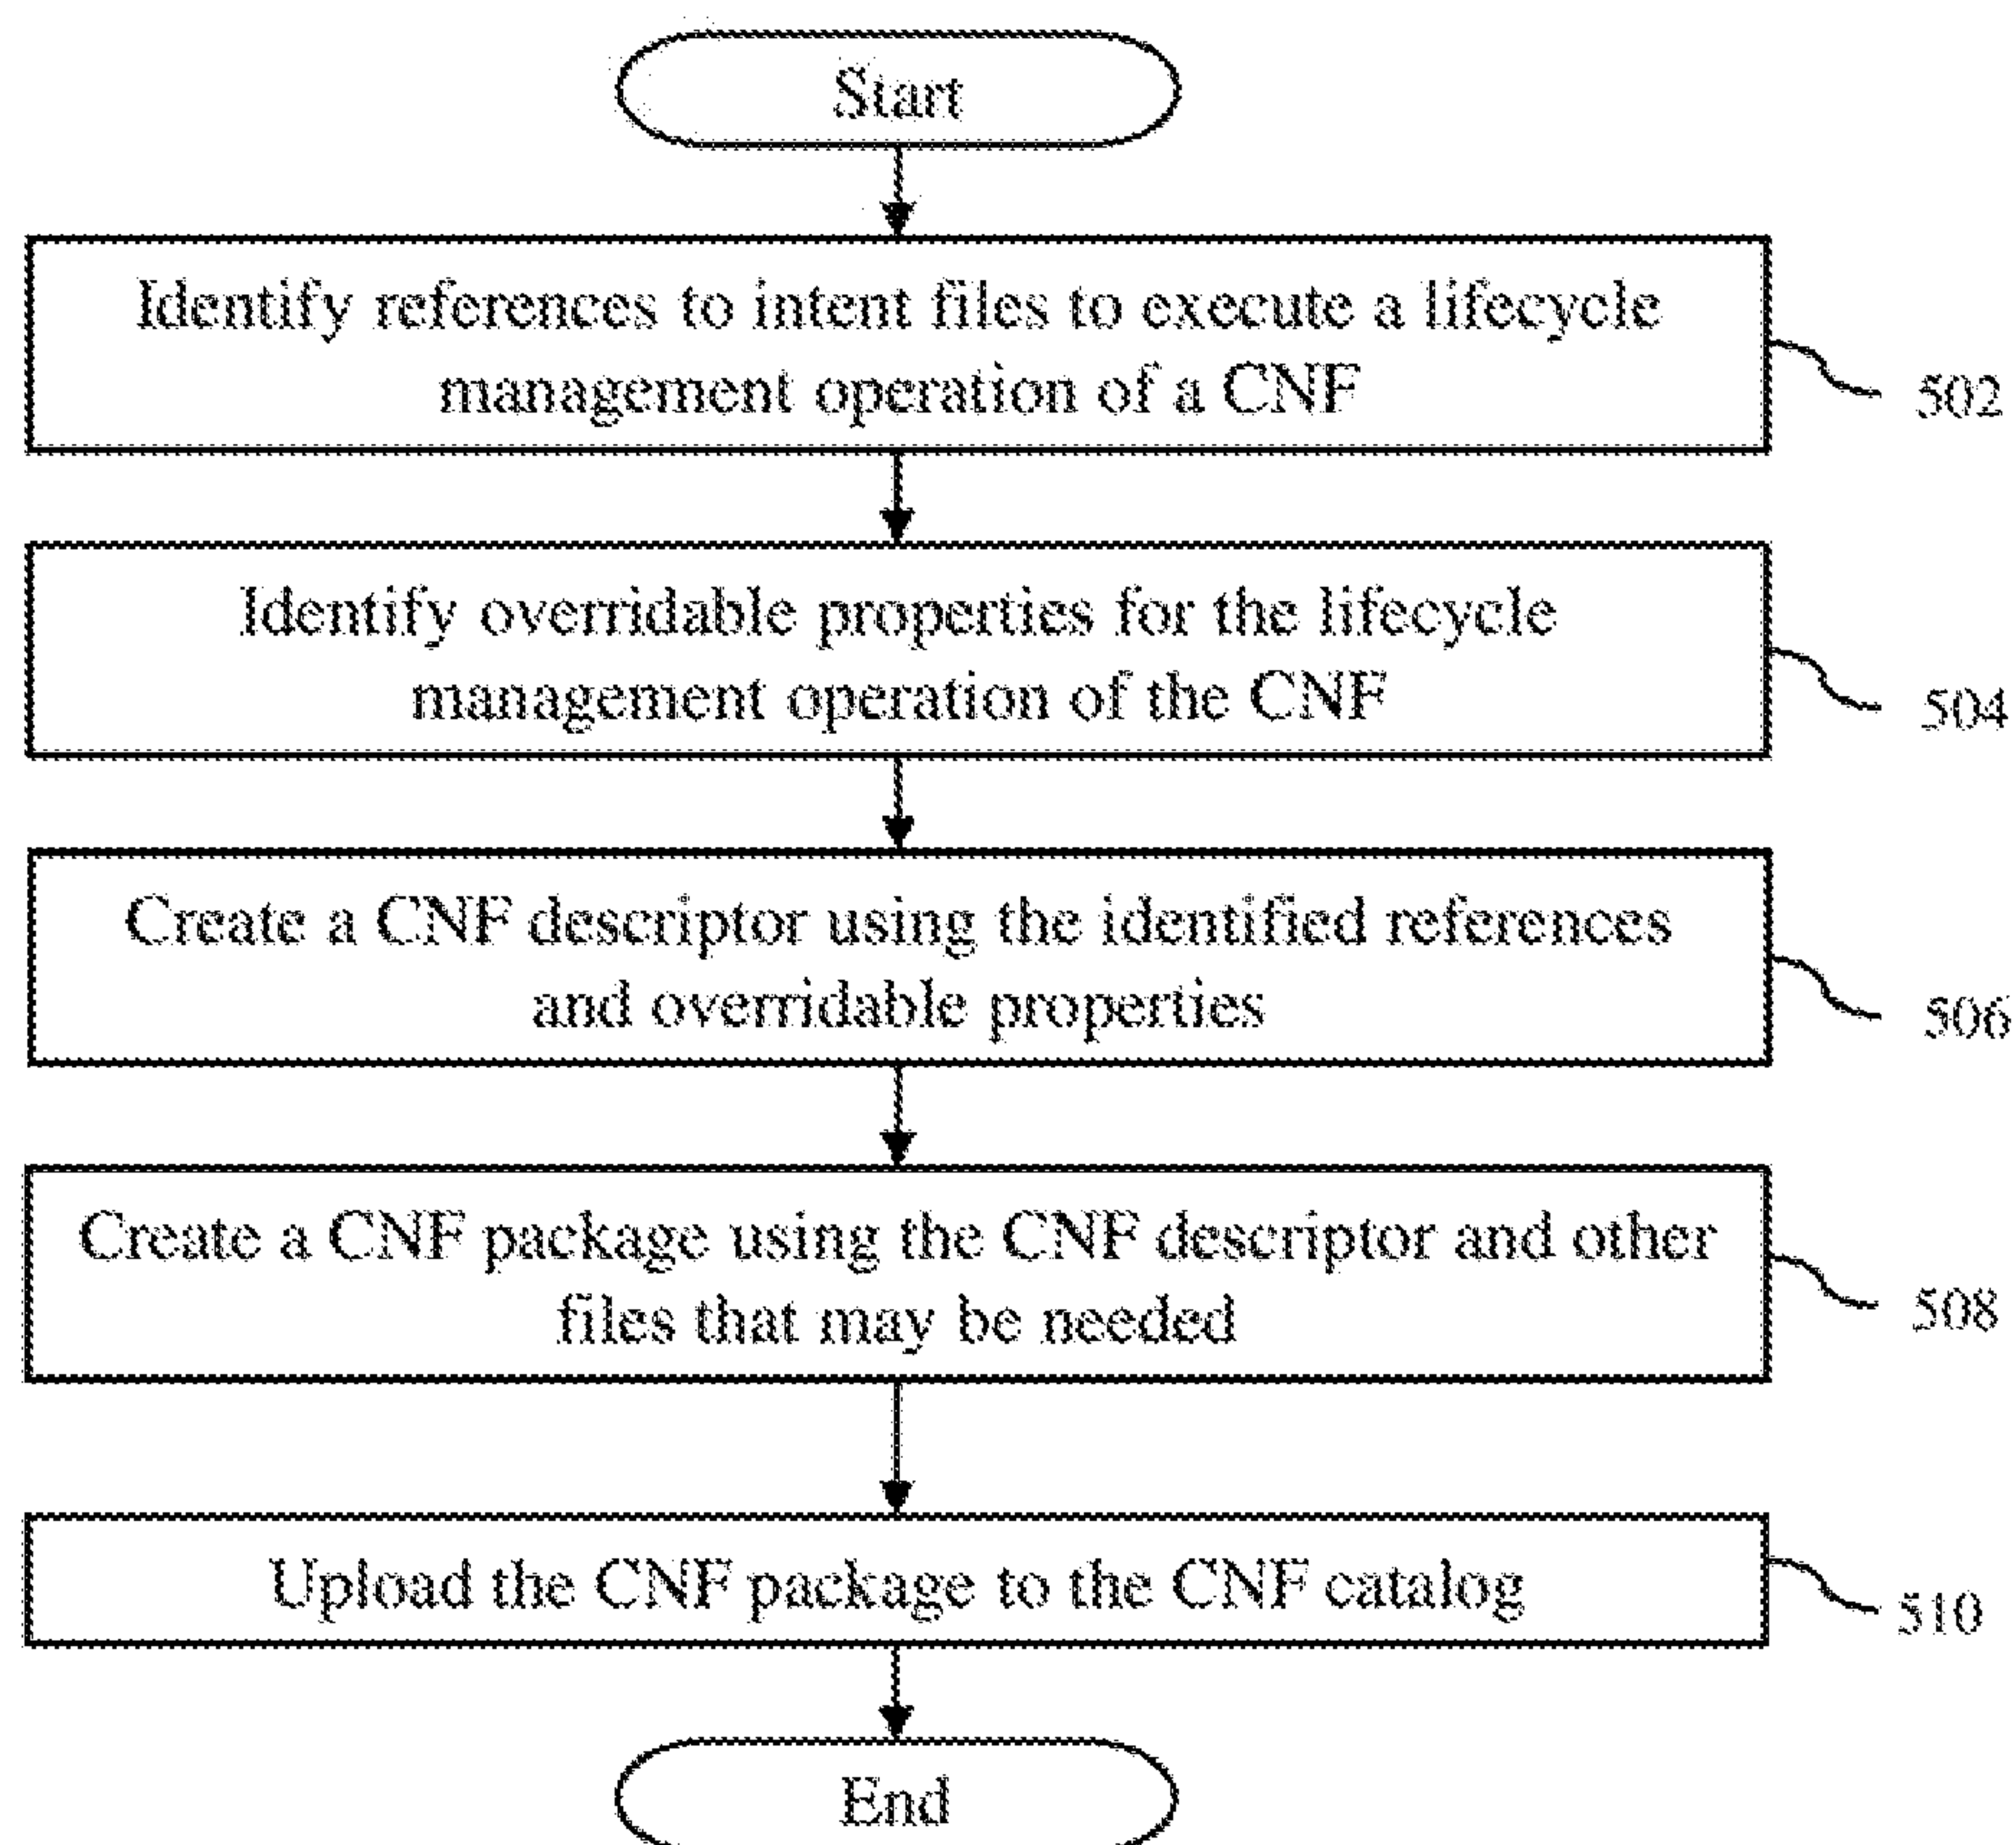 Start
Identify references to intent files to execute a lifecycle
management operation of a CNF
502
Identify overridable properties for the lifecycle
management operation of the CNF
504
Create a CNF descriptor using the identified references
and overridable properties
506
Create a CNF package using the CNF descriptor and other
files that may be needed
508
Upload the CNF package to the CNF catalog
510
End